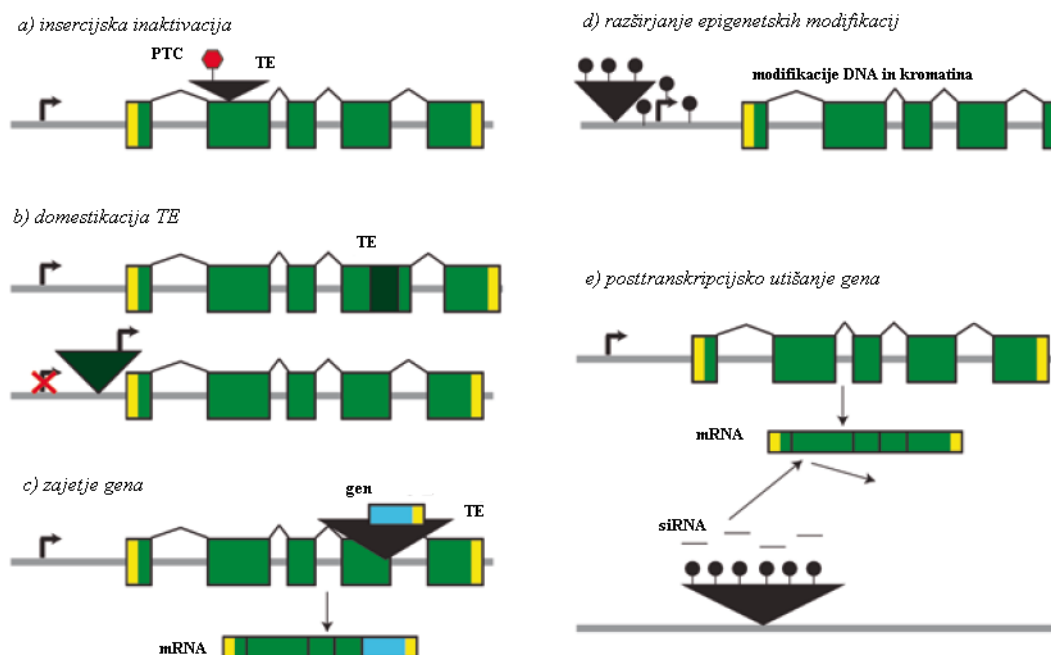 a) insercijska inaktivacija
PTC
TE
b) domestikacija TE
TE
c) zajetje gena
gen
TE
mRNA
d) razširjanje epigenetskih modifikacij
modifikacije DNA in kromatina
e) posttranskripcijsko utišanje gena
mRNA
siRNA